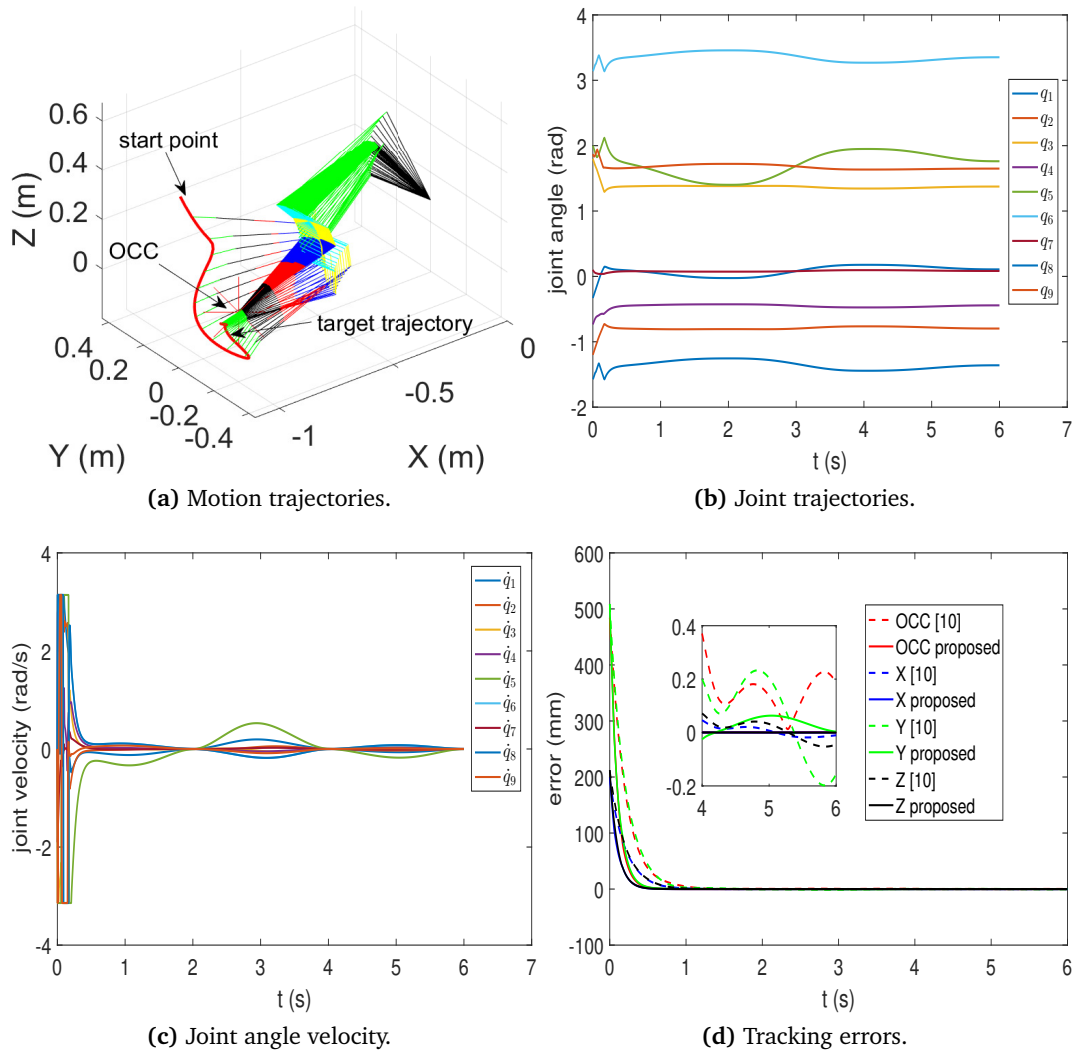 0.6
0.4
0.2
0
Z (m)
start point
OCC
target trajectory
0.4
0.2
0
-0.2
-0.4
Y (m)
-1
-0.5
0
X (m)
(a) Motion trajectories.
4
3
2
1
0
-1
-2
joint angle (rad)
0 1 2 3 4 5 6 7
t (s)
q1
q2
q3
q4
q5
q6
q7
q8
q9
(b) Joint trajectories.
4
2
0
-2
-4
joint velocity (rad/s)
0 1 2 3 4 5 6 7
t (s)
q̇1
q̇2
q̇3
q̇4
q̇5
q̇6
q̇7
q̇8
q̇9
(c) Joint angle velocity.
600
500
400
300
200
100
0
-100
error (mm)
0 1 2 3 4 5 6
t (s)
0.4
0.2
0
-0.2
4 5 6
OCC [10]
OCC proposed
X [10]
X proposed
Y [10]
Y proposed
Z [10]
Z proposed
(d) Tracking errors.